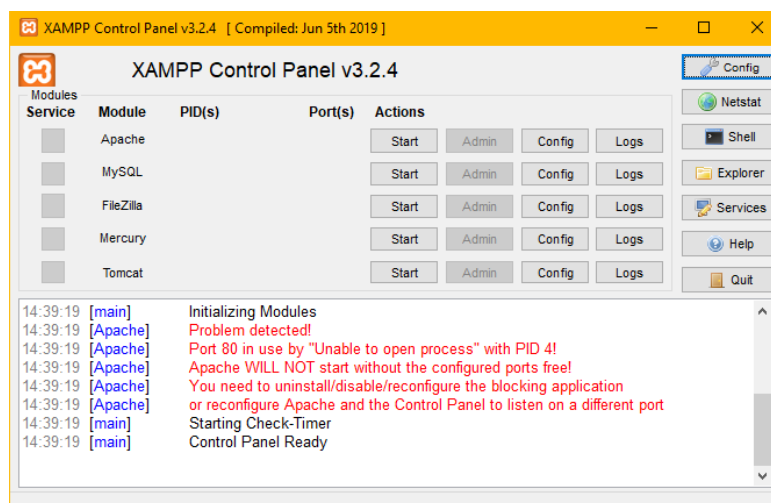 XAMPP Control Panel v3.2.4 [ Compiled: Jun 5th 2019 ]
XAMPP Control Panel v3.2.4
Config
Modules
Service Module PID(s) Port(s) Actions
Netstat
Apache Start Admin Config Logs
Shell
MySQL Start Admin Config Logs
Explorer
FileZilla Start Admin Config Logs
Services
Mercury Start Admin Config Logs
Help
Tomcat Start Admin Config Logs
Quit
14:39:19 [main] Initializing Modules
14:39:19 [Apache] Problem detected!
14:39:19 [Apache] Port 80 in use by "Unable to open process" with PID 4!
14:39:19 [Apache] Apache WILL NOT start without the configured ports free!
14:39:19 [Apache] You need to uninstall/disable/reconfigure the blocking application
14:39:19 [Apache] or reconfigure Apache and the Control Panel to listen on a different port
14:39:19 [main] Starting Check-Timer
14:39:19 [main] Control Panel Ready